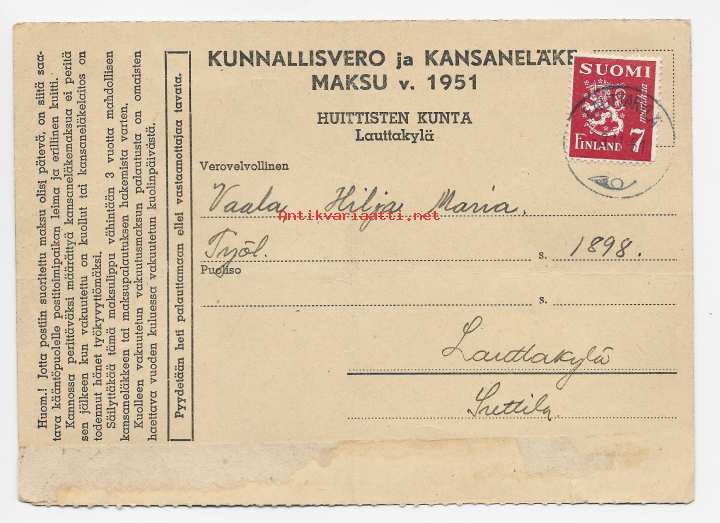 KUNNALLISVERO ja KANSANELÄKE
MAKSU v. 1951
HUITTISTEN KUNTA
Lauttakylä
Verovelvollinen
Vaala Hilja Maria.
Työl. s. 1898.
Puoliso
s.
Lauttakylä
SUOMI
markkaa
FINLAND 7
Antikvariaatti.net
Huom.! Jotta postiin suoritettu maksu olisi pätevä, on siitä saa-
tava kääntöpuolelle postitoimipaikan leima ja erillinen kuitti.
Kannossa perittäväksi määrättyä kansaneläkemaksua ei peritä
sen jälkeen kun vakuutettu on kuollut tai kansaneläkelaitos on
todennut hänet työkyvyttömäksi.
Säilyttäkää tämä maksulippu vähintään 3 vuotta mahdollisen
kansaneläkkeen tai maksupalautuksen hakemista varten.
Kuolleen vakuutetun vakuutusmaksun palautusta on omaisten
haettava vuoden kuluessa vakuutetun kuolinpäivästä.
Pyydetään heti palauttamaan ellei vastaanottajaa tavata.